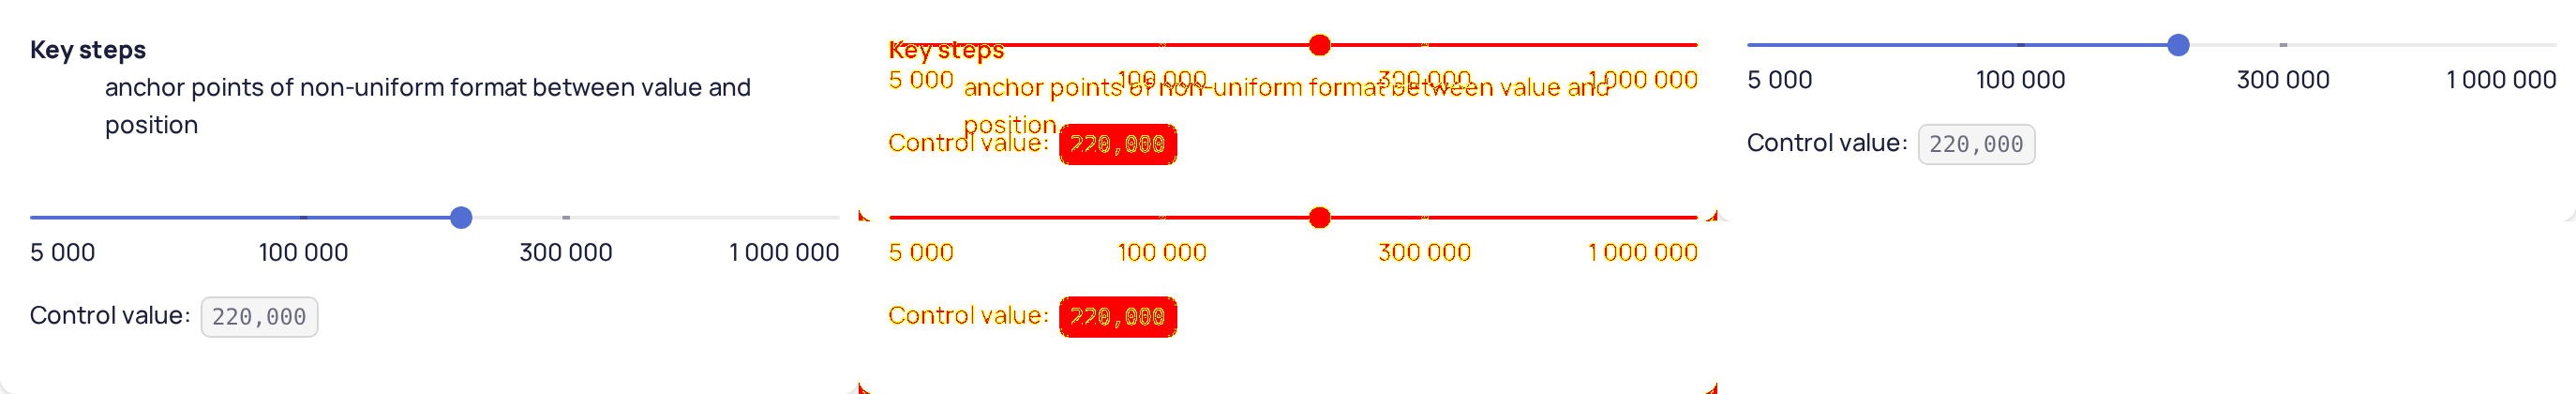 Key steps
anchor points of non-uniform format between value and
position
5 000 100 000 300 000 1 000 000
Control value: 220,000
Key steps
5 000 100 000 300 000 1 000 000
anchor points of non-uniform format between value and
position
Control value: 220,000
5 000 100 000 300 000 1 000 000
Control value: 220,000
5 000 100 000 300 000 1 000 000
Control value: 220,000